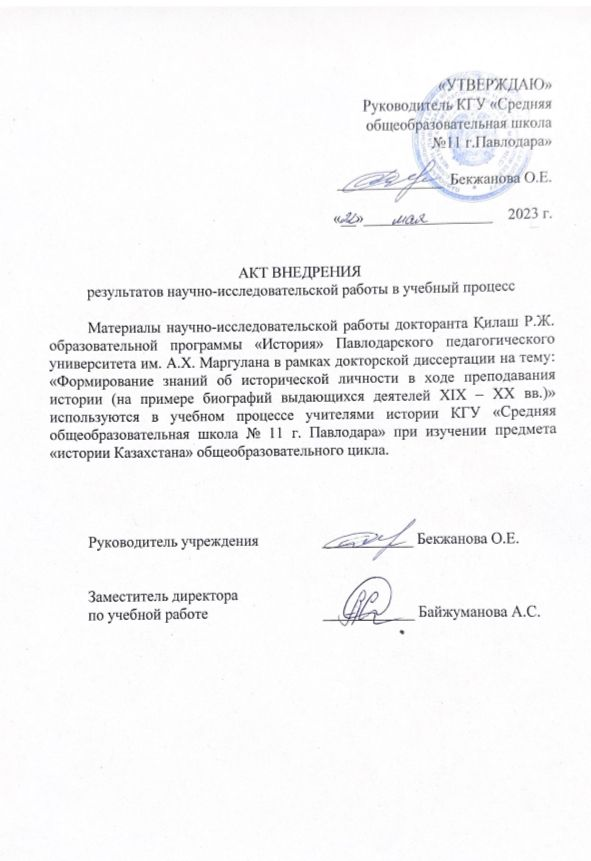 «УТВЕРЖДАЮ»
Руководитель КГУ «Средняя
общеобразовательная школа
№11 г.Павлодара»
Бекжанова О.Е.
« » мая 2023 г.
АКТ ВНЕДРЕНИЯ
результатов научно-исследовательской работы в учебный процесс
Материалы научно-исследовательской работы докторанта Қилаш Р.Ж.
образовательной программы «История» Павлодарского педагогического
университета им. А.Х. Маргулана в рамках докторской диссертации на тему:
«Формирование знаний об исторической личности в ходе преподавания
истории (на примере биографий выдающихся деятелей XIX – XX вв.)»
используются в учебном процессе учителями истории КГУ «Средняя
общеобразовательная школа № 11 г. Павлодара» при изучении предмета
«истории Казахстана» общеобразовательного цикла.
Руководитель учреждения Бекжанова О.Е.
Заместитель директора
по учебной работе Байжуманова А.С.